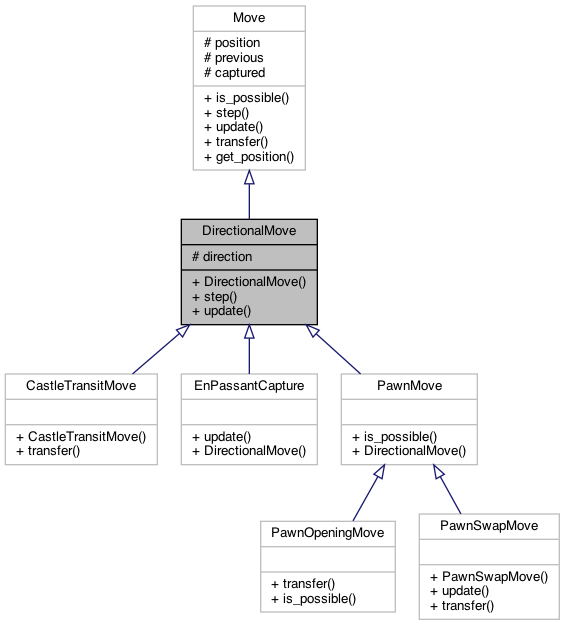 Move
# position
# previous
# captured
+ is_possible()
+ step()
+ update()
+ transfer()
+ get_position()
DirectionalMove
# direction
+ DirectionalMove()
+ step()
+ update()
CastleTransitMove
+ CastleTransitMove()
+ transfer()
EnPassantCapture
+ update()
+ DirectionalMove()
PawnMove
+ is_possible()
+ DirectionalMove()
PawnOpeningMove
+ transfer()
+ is_possible()
PawnSwapMove
+ PawnSwapMove()
+ update()
+ transfer()